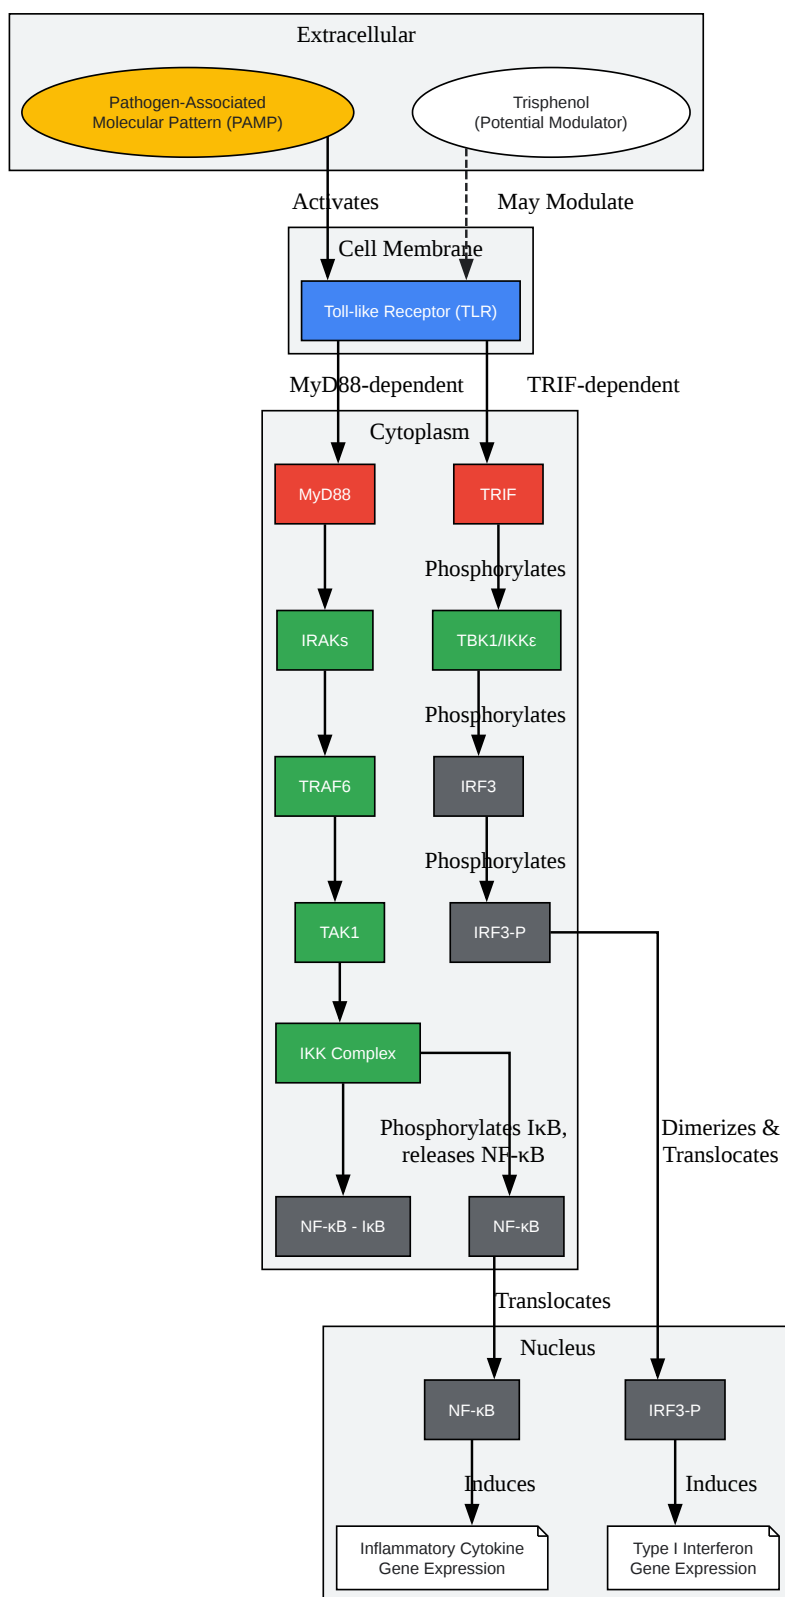 Extracellular
Pathogen-Associated
Molecular Pattern (PAMP)
Trisphenol
(Potential Modulator)
Activates
May Modulate
Cell Membrane
Toll-like Receptor (TLR)
MyD88-dependent
TRIF-dependent
Cytoplasm
MyD88
TRIF
Phosphorylates
IRAKs
TBK1/IKKε
Phosphorylates
TRAF6
IRF3
Phosphorylates
TAK1
IRF3-P
IKK Complex
Phosphorylates IκB,
releases NF-κB
Dimerizes &
Translocates
NF-κB - IκB
NF-κB
Translocates
Nucleus
NF-κB
IRF3-P
Induces
Induces
Inflammatory Cytokine
Gene Expression
Type I Interferon
Gene Expression